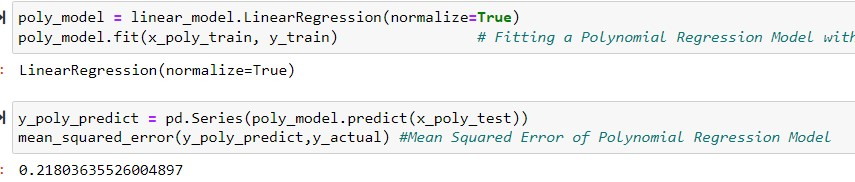 poly_model = linear_model.LinearRegression(normalize=True)
poly_model.fit(x_poly_train, y_train) # Fitting a Polynomial Regression Model with
: LinearRegression(normalize=True)
y_poly_predict = pd.Series(poly_model.predict(x_poly_test))
mean_squared_error(y_poly_predict,y_actual) #Mean Squared Error of Polynomial Regression Model
: 0.21803635526004897